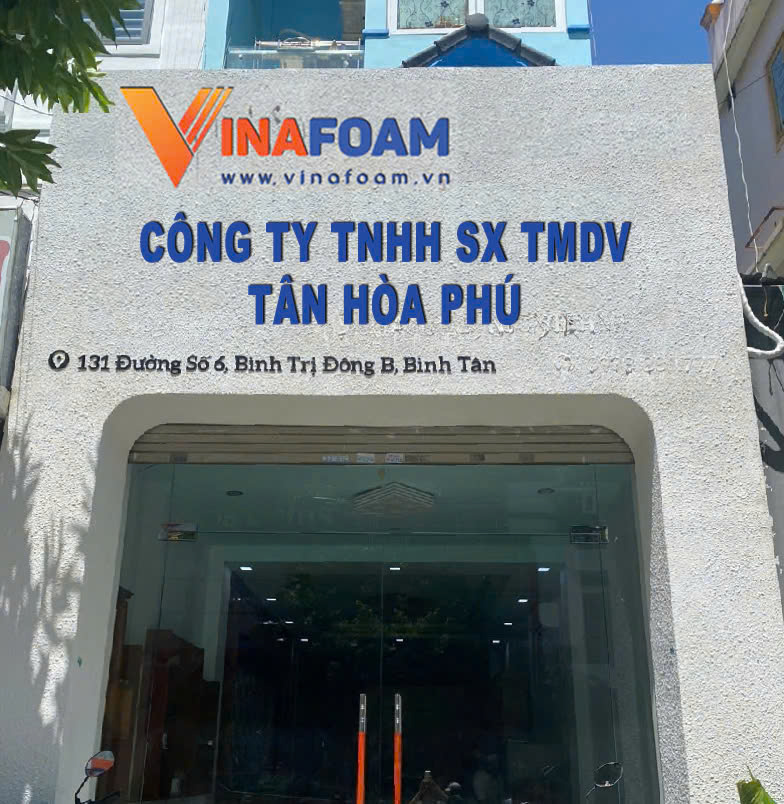 VINAFOAM
www.vinafoam.vn
CÔNG TY TNHH SX TMDV
TÂN HÒA PHÚ
131 Đường Số 6, Bình Trị Đông B, Bình Tân